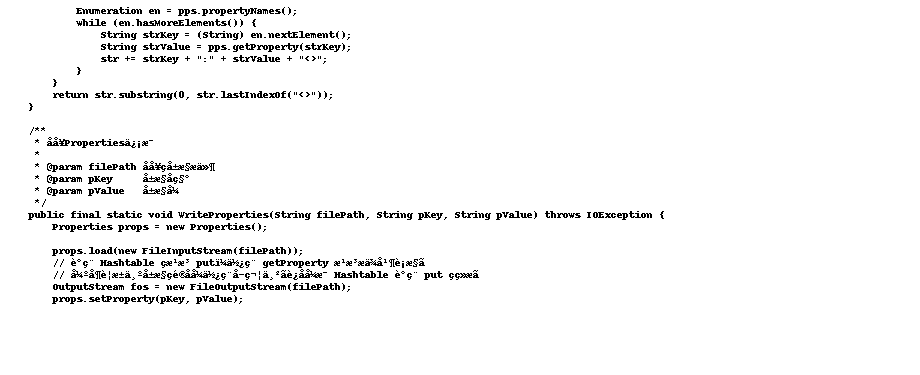 Enumeration en = pps.propertyNames();
while (en.hasMoreElements()) {
String strKey = (String) en.nextElement();
String strValue = pps.getProperty(strKey);
str += strKey + ":" + strValue + "<>";
}
}
return str.substring(0, str.lastIndexOf("<>"));
}
/**
* åå¥Propertiesä¿¡æ¯
*
* @param filePath åå¥çå±æ§æä»¶
* @param pKey å±æ§åç§°
* @param pValue å±æ§å¼
*/
public final static void WriteProperties(String filePath, String pKey, String pValue) throws IOException {
Properties props = new Properties();
props.load(new FileInputStream(filePath));
// è°ç¨ Hashtable çæ¹æ³ putï¼ä½¿ç¨ getProperty æ¹æ³æä¾å¹¶è¡æ§ã
// å¼ºå¶è¦æ±ä¸ºå±æ§çé®åå¼ä½¿ç¨å­ç¬¦ä¸²ãè¿åå¼æ¯ Hashtable è°ç¨ put çç»æã
OutputStream fos = new FileOutputStream(filePath);
props.setProperty(pKey, pValue);